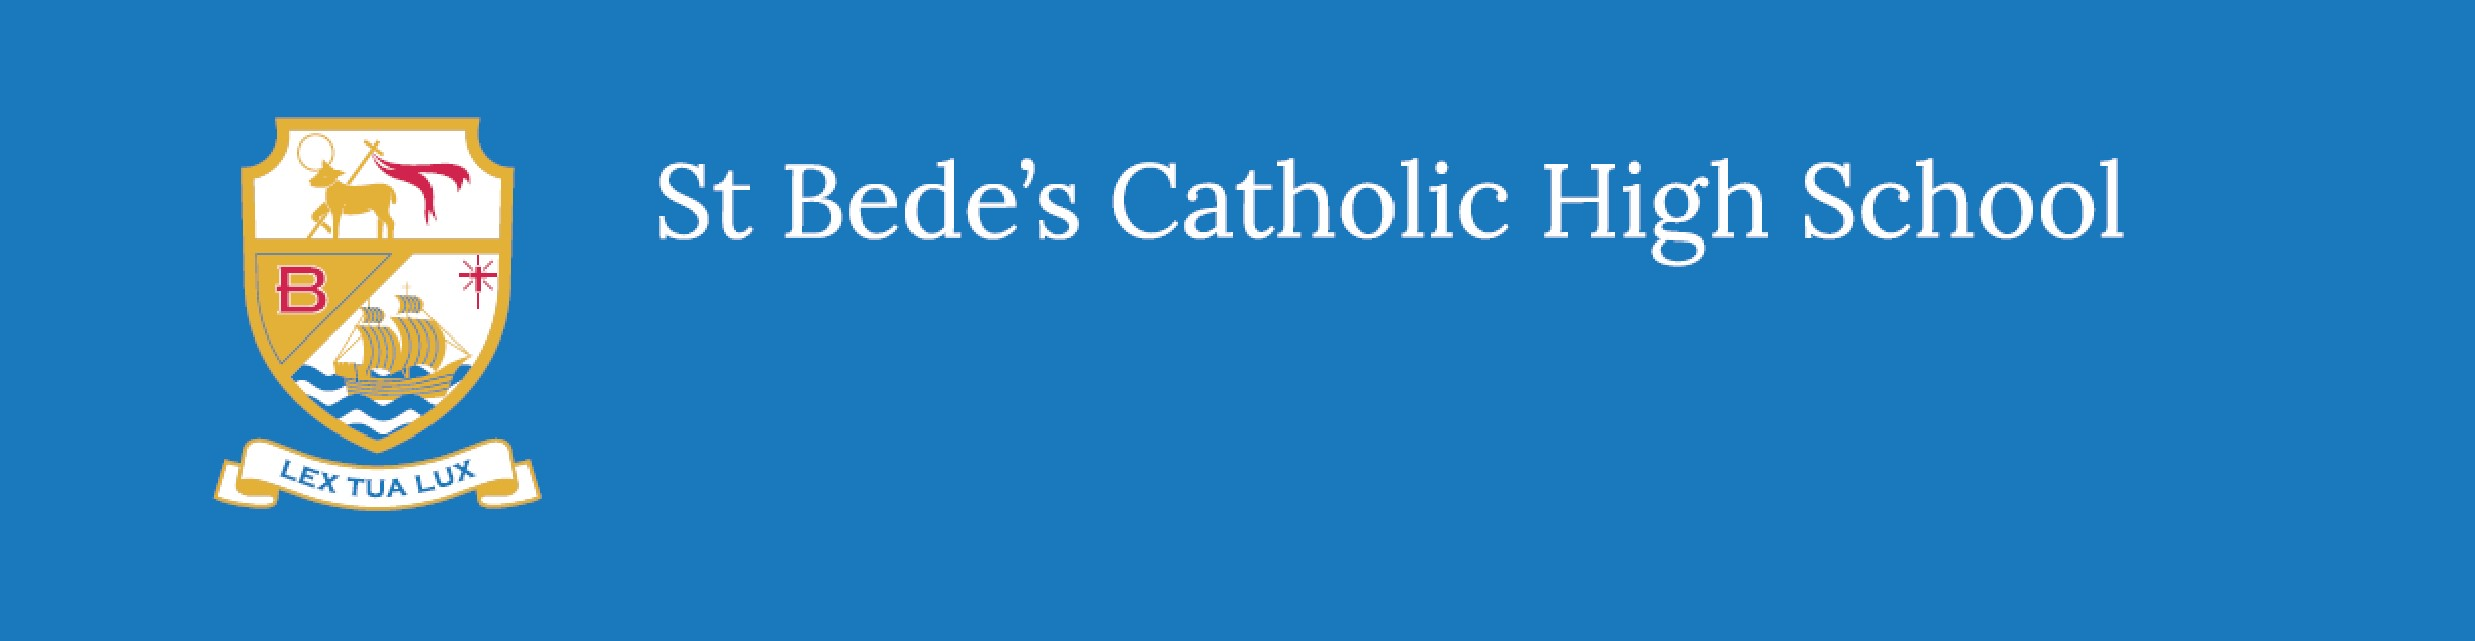 St Bede’s Catholic High School
B
LEX TUA LUX